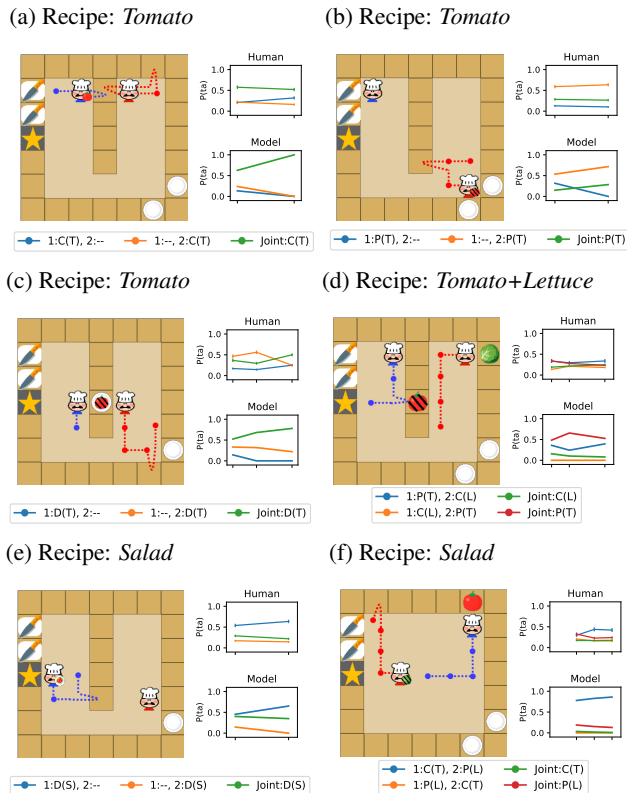 (a) Recipe: Tomato
(b) Recipe: Tomato
Human
1.0
0.5
0.0
P(ta)
Model
1.0
0.5
0.0
P(ta)
Human
1.0
0.5
0.0
P(ta)
Model
1.0
0.5
0.0
P(ta)
1:C(T), 2:-- 1:--, 2:C(T) Joint:C(T)
1:P(T), 2:-- 1:--, 2:P(T) Joint:P(T)
(c) Recipe: Tomato
(d) Recipe: Tomato+Lettuce
Human
1.0
0.5
0.0
P(ta)
Model
1.0
0.5
0.0
P(ta)
Human
1.0
0.5
0.0
P(ta)
Model
1.0
0.5
0.0
P(ta)
1:D(T), 2:-- 1:--, 2:D(T) Joint:D(T)
1:P(T), 2:C(L) Joint:C(L)
1:C(L), 2:P(T) Joint:P(T)
(e) Recipe: Salad
(f) Recipe: Salad
Human
1.0
0.5
0.0
P(ta)
Model
1.0
0.5
0.0
P(ta)
Human
1.0
0.5
0.0
P(ta)
Model
1.0
0.5
0.0
P(ta)
1:D(S), 2:-- 1:--, 2:D(S) Joint:D(S)
1:C(T), 2:P(L) Joint:C(T)
1:P(L), 2:C(T) Joint:P(L)